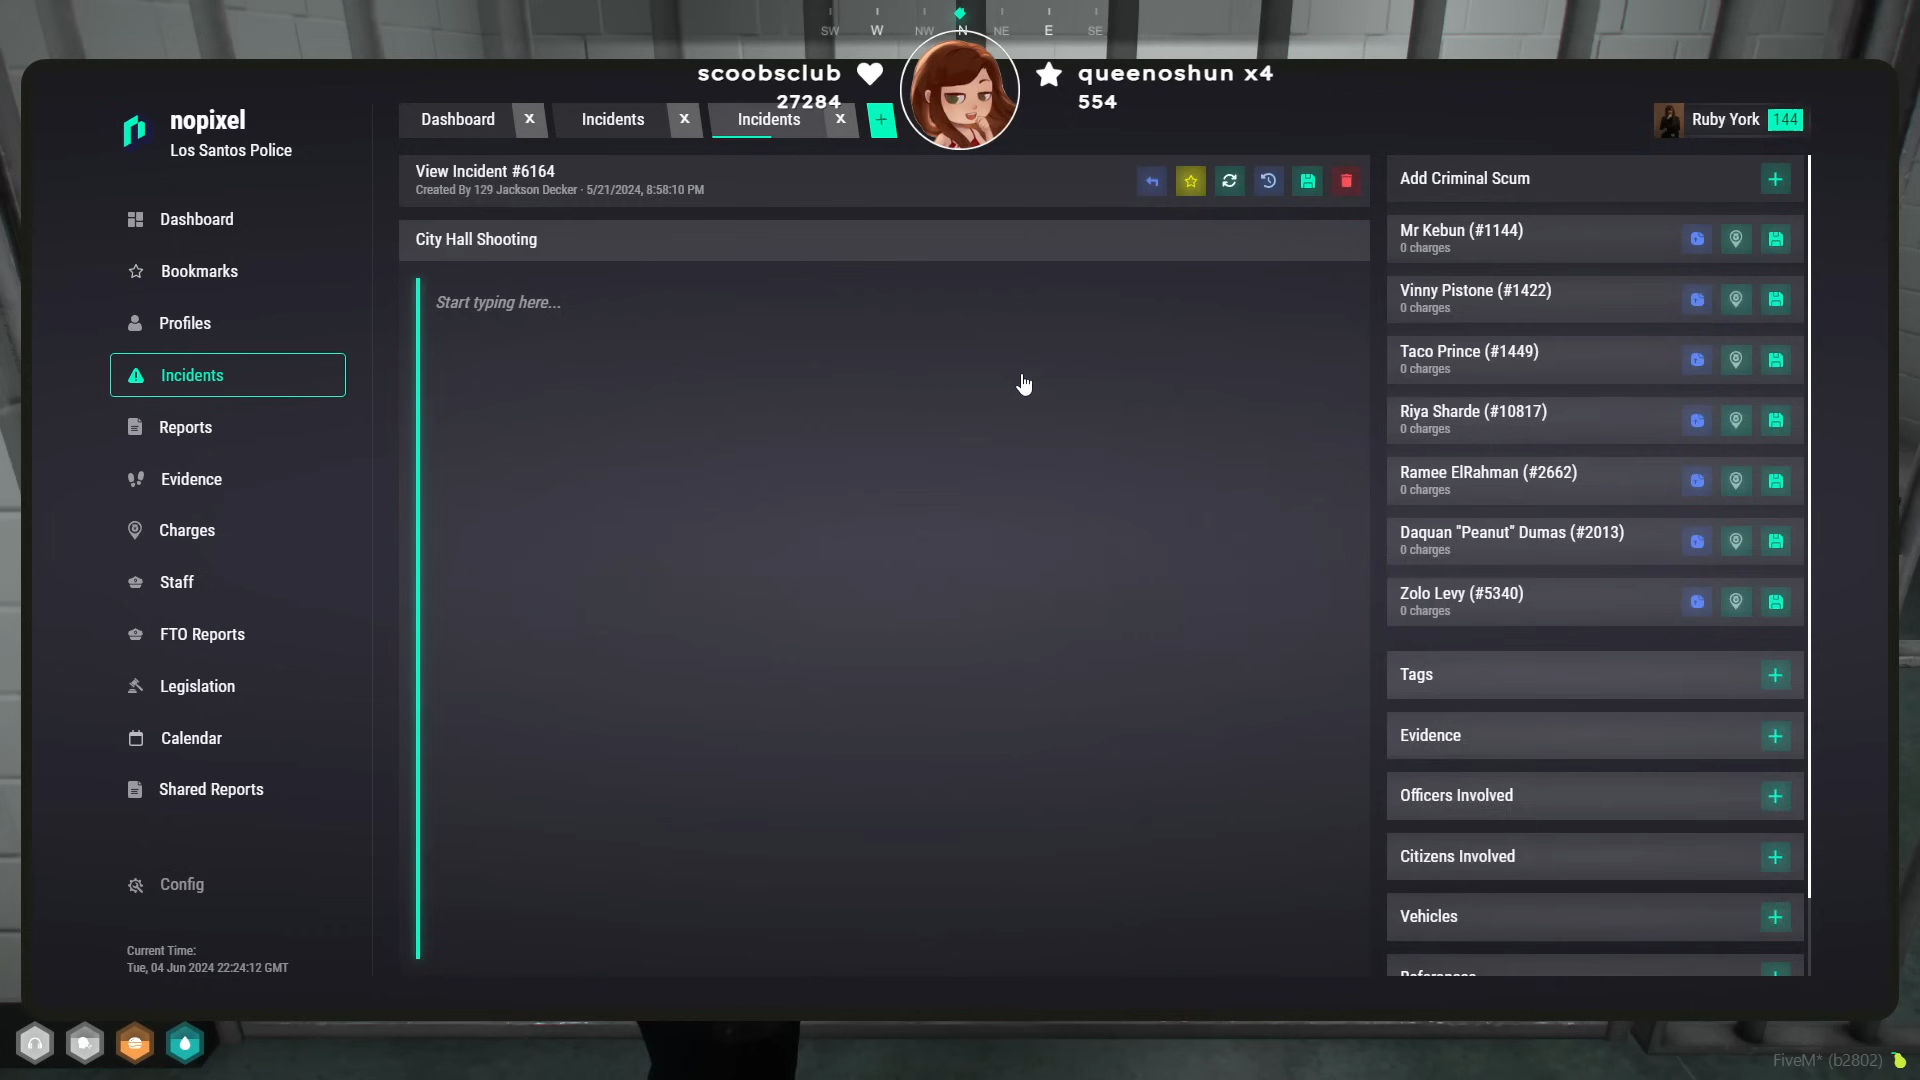 SW W NW N NE E SE
scoobsclub
27284
queenoshun x4
554
nopixel
Los Santos Police
Dashboard x
Incidents x
Incidents x
+
Ruby York 144
Dashboard
Bookmarks
Profiles
Incidents
Reports
Evidence
Charges
Staff
FTO Reports
Legislation
Calendar
Shared Reports
Config
Current Time:
Tue, 04 Jun 2024 22:24:12 GMT
View Incident #6164
Created By 129 Jackson Decker · 5/21/2024, 8:58:10 PM
City Hall Shooting
Start typing here...
Add Criminal Scum
Mr Kebun (#1144)
0 charges
Vinny Pistone (#1422)
0 charges
Taco Prince (#1449)
0 charges
Riya Sharde (#10817)
0 charges
Ramee ElRahman (#2662)
0 charges
Daquan "Peanut" Dumas (#2013)
0 charges
Zolo Levy (#5340)
0 charges
Tags
Evidence
Officers Involved
Citizens Involved
Vehicles
References
FiveM* (b2802)